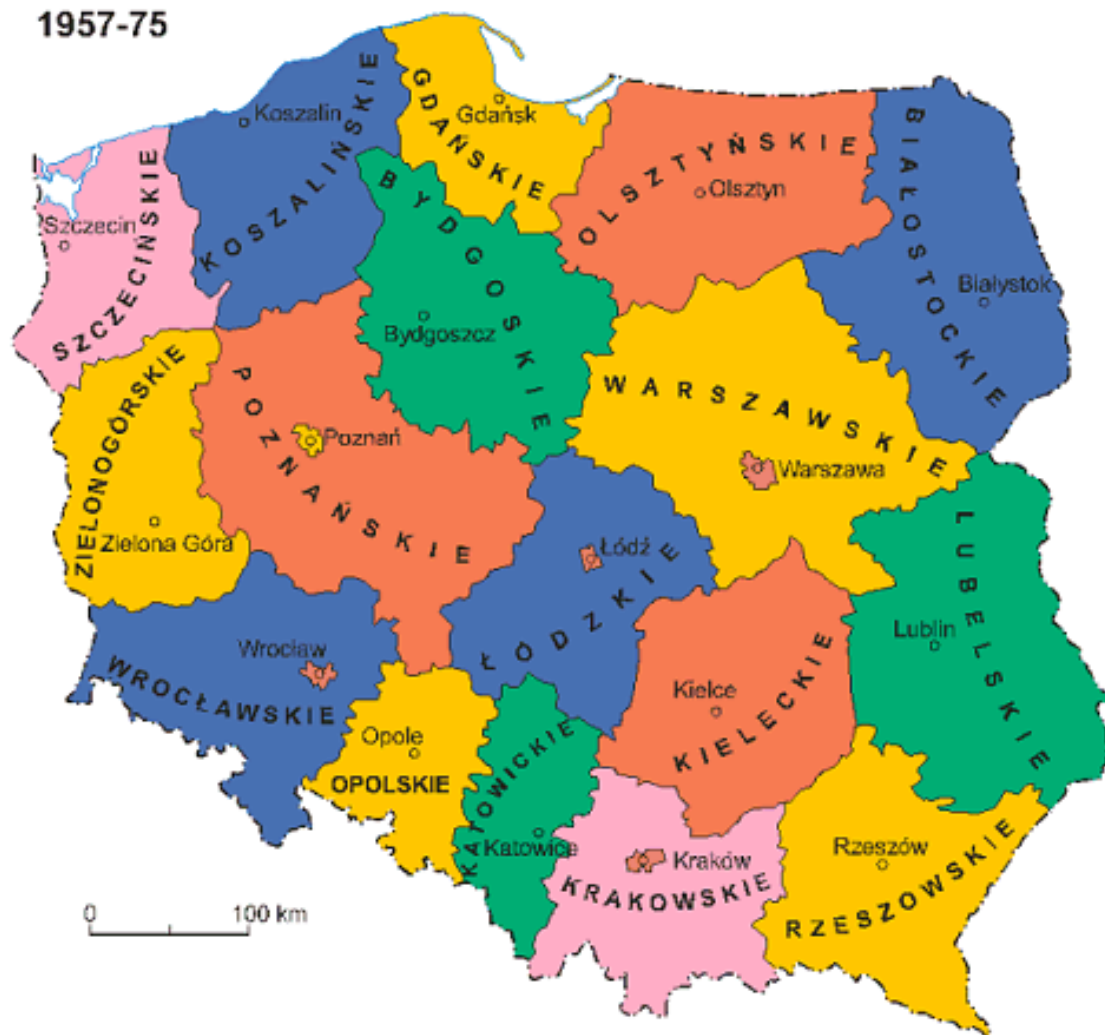 1957-75
KOSZALIŃSKIE
Koszalin
GDAŃSKIE
Gdańsk
OLSZTYŃSKIE
Olsztyn
BIAŁOSTOCKIE
Białystok
SZCZECIŃSKIE
Szczecin
BYDGOSKIE
Bydgoszcz
WARSZAWSKIE
Warszawa
ZIELONOGÓRSKIE
Zielona Góra
POZNAŃSKIE
Poznań
ŁÓDZKIE
Łódź
LUBELSKIE
Lublin
WROCŁAWSKIE
Wrocław
Opole
OPOLSKIE
KATOWICKIE
Katowice
Kielce
KIELECKIE
Kraków
KRAKOWSKIE
Rzeszów
RZESZOWSKIE
0 100 km